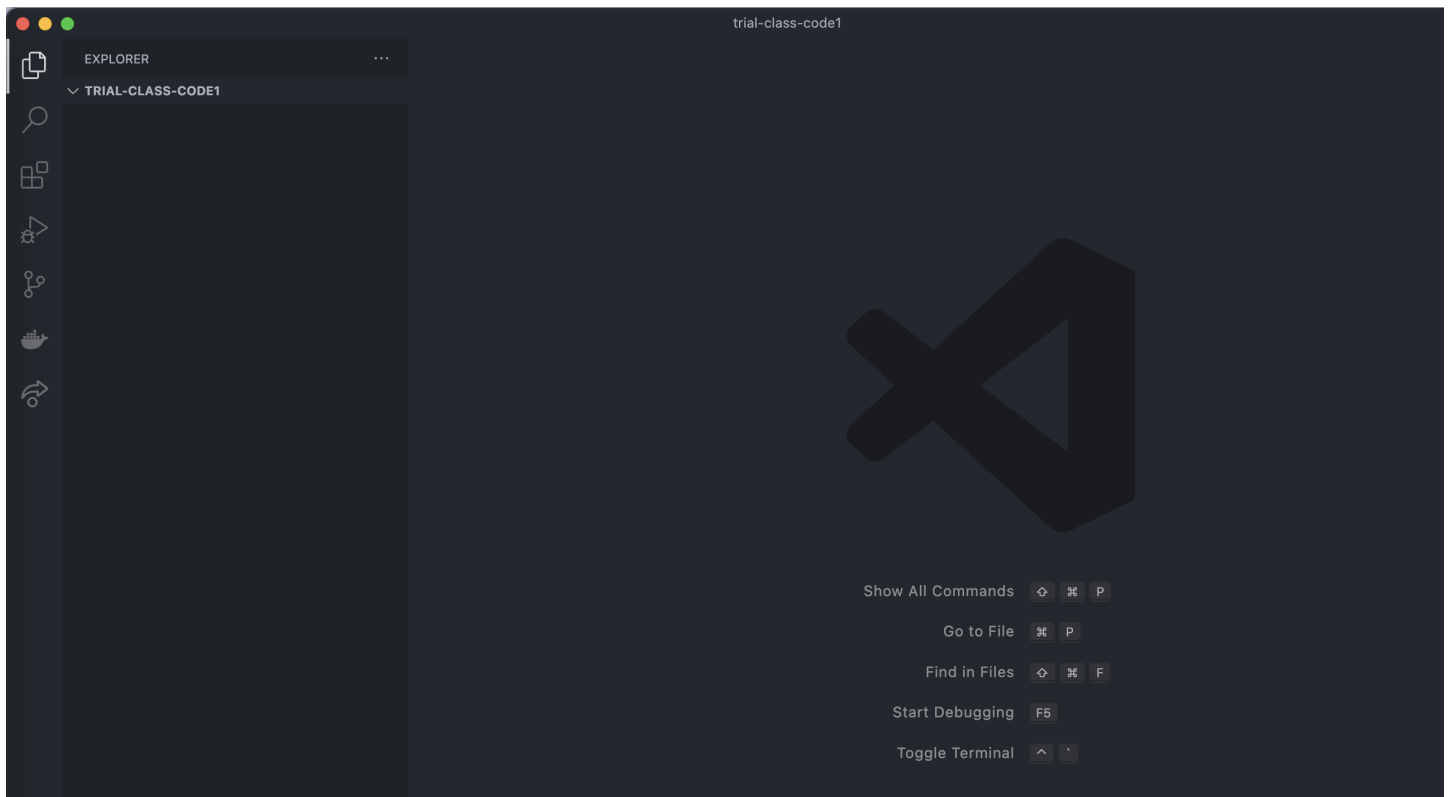 trial-class-code1
EXPLORER ···
TRIAL-CLASS-CODE1
Show All Commands ⇧ ⌘ P
Go to File ⌘ P
Find in Files ⇧ ⌘ F
Start Debugging F5
Toggle Terminal ^ `